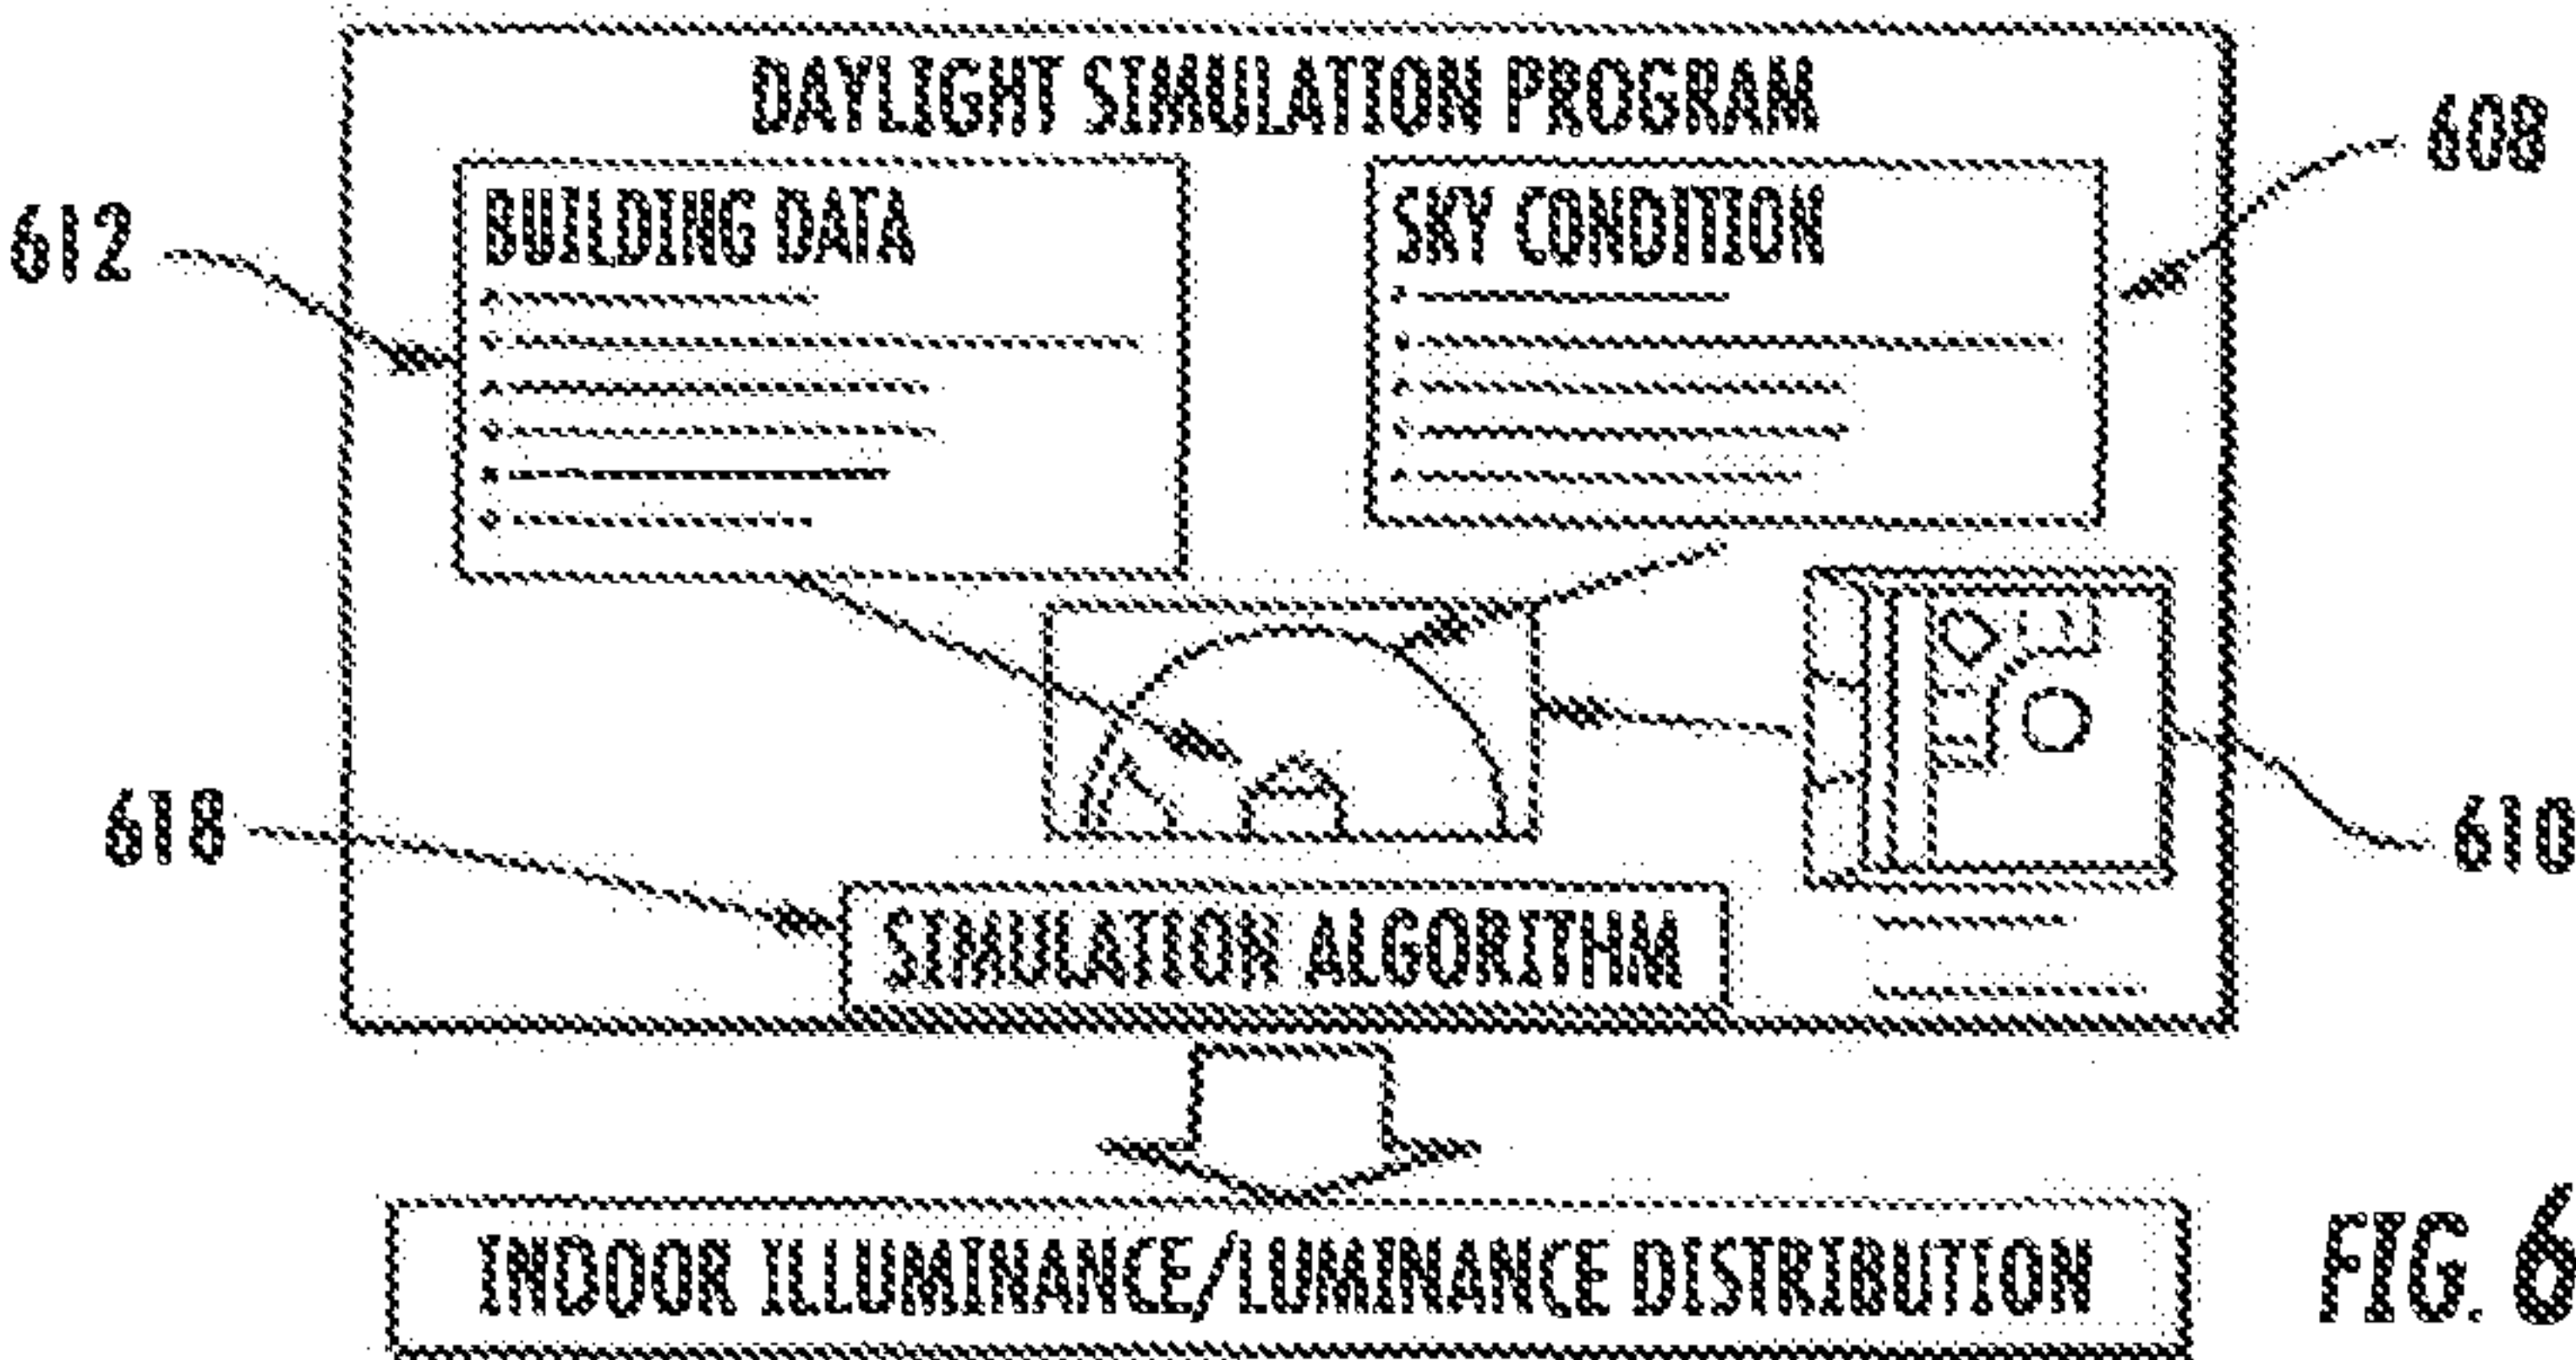 DAYLIGHT SIMULATION PROGRAM
608
612
BUILDING DATA
SKY CONDITION
618
610
SIMULATION ALGORITHM
INDOOR ILLUMINANCE/LUMINANCE DISTRIBUTION
FIG. 6